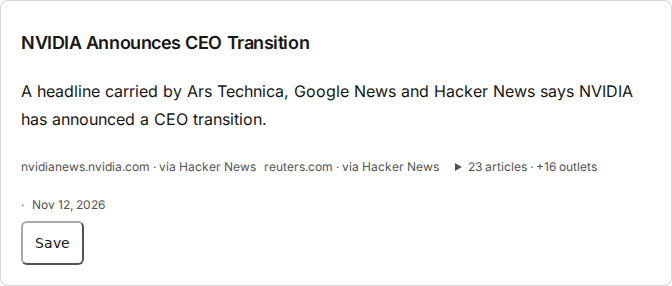 NVIDIA Announces CEO Transition
A headline carried by Ars Technica, Google News and Hacker News says NVIDIA
has announced a CEO transition.
nvidianews.nvidia.com · via Hacker News reuters.com · via Hacker News ▶ 23 articles · +16 outlets
· Nov 12, 2026
Save